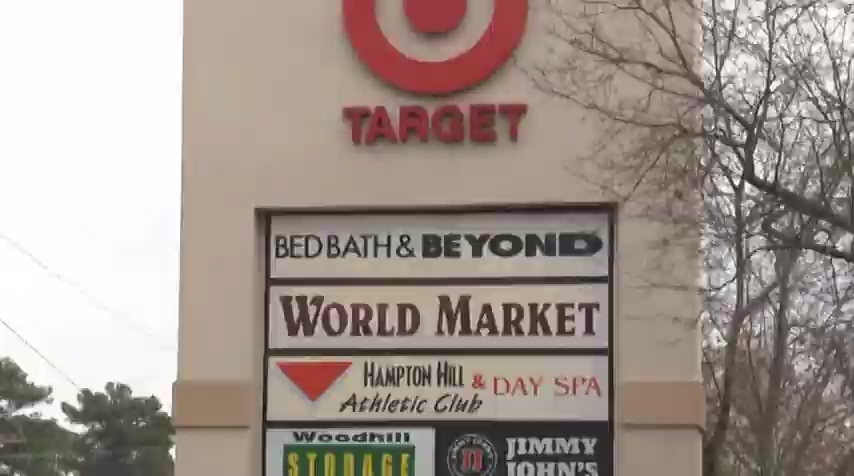 TARGET
BED BATH & BEYOND
WORLD MARKET
HAMPTON HILL & DAY SPA
Athletic Club
Woodhill
STORAGE
JIMMY
JOHN'S